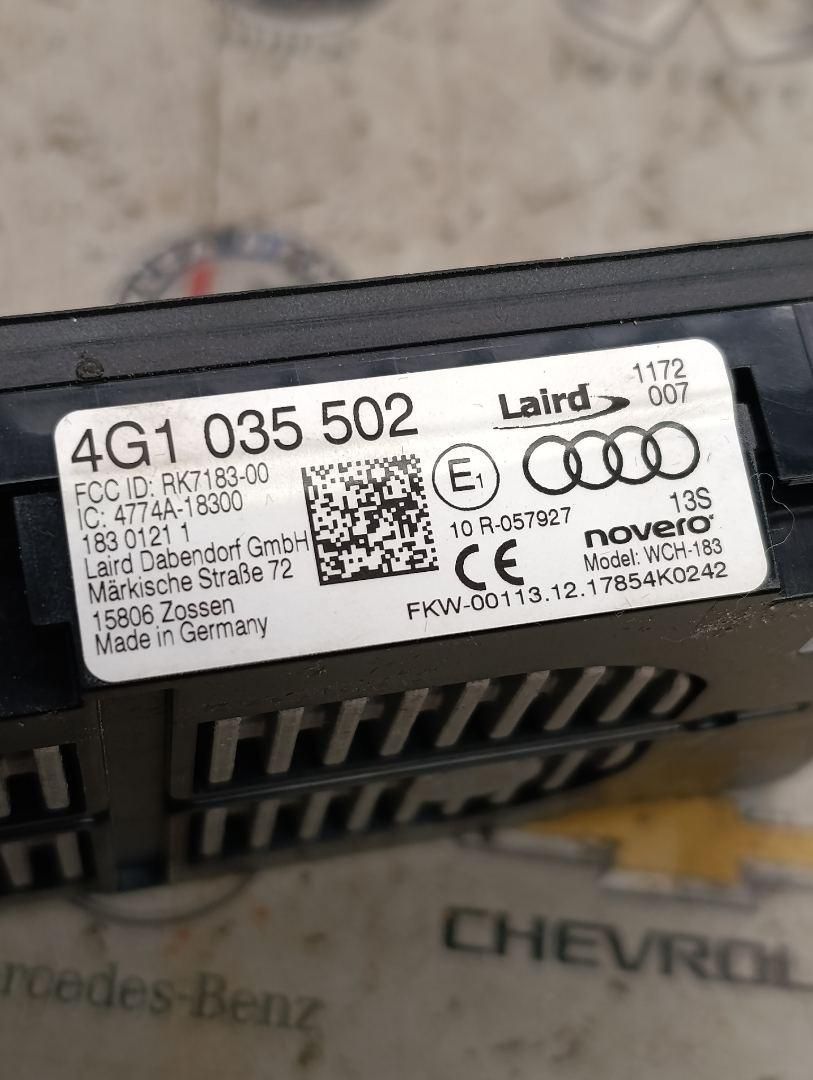 4G1 035 502
FCC ID: RK7183-00
IC: 4774A-18300
183 0121 1
Laird Dabendorf GmbH
Märkische Straße 72
15806 Zossen
Made in Germany
E1
10 R-057927
CE
Laird
1172
007
13S
novero
Model: WCH-183
FKW-00113.12.17854K0242
CHEVROL
rcedes-Benz